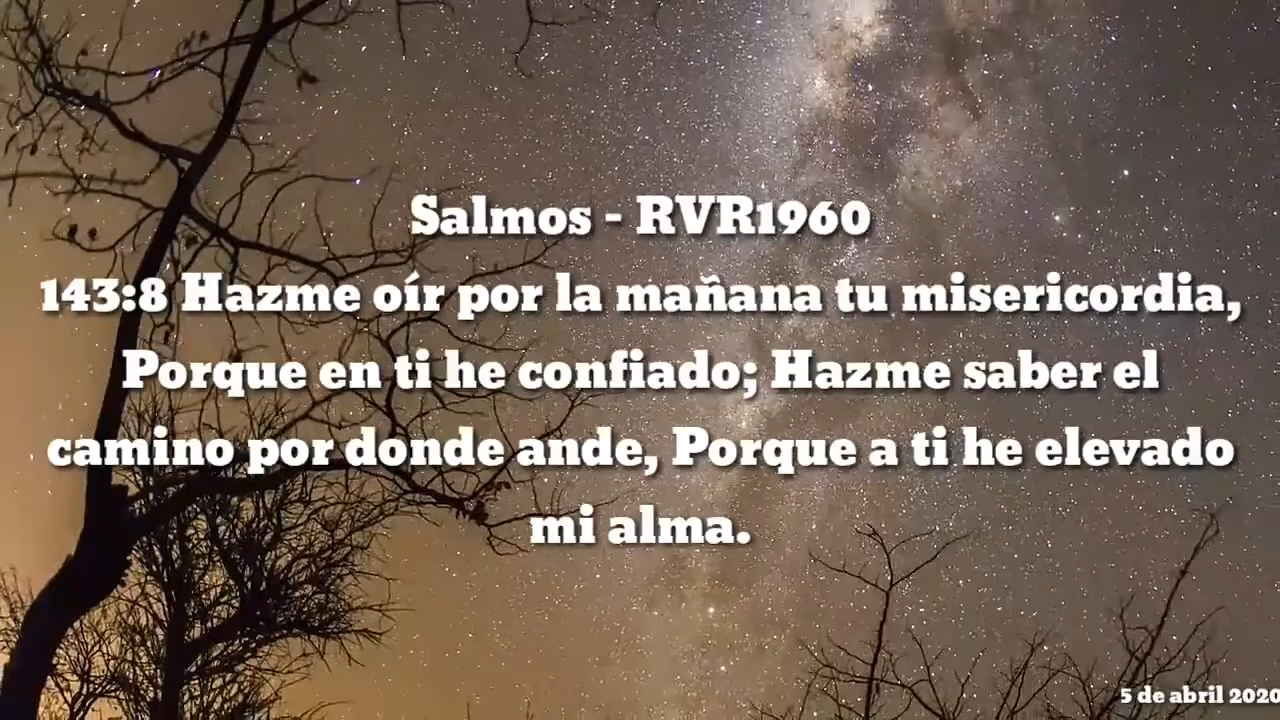 Salmos - RVR1960
143:8 Hazme oír por la mañana tu misericordia,
Porque en ti he confiado; Hazme saber el
camino por donde ande, Porque a ti he elevado
mi alma.
5 de abril 2020